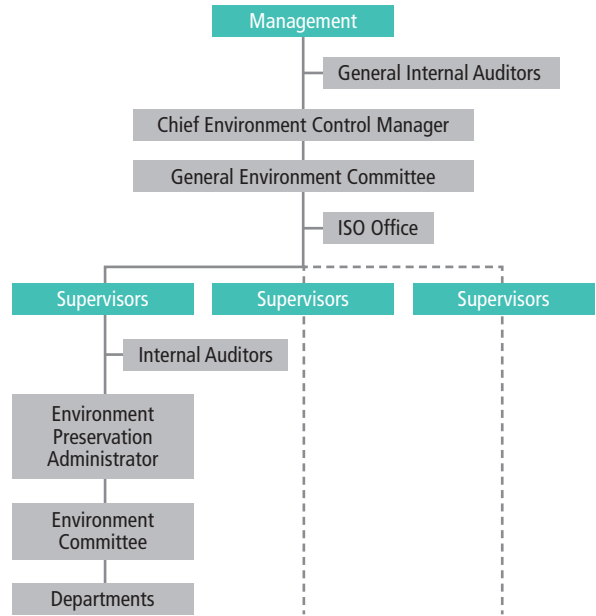 Management
General Internal Auditors
Chief Environment Control Manager
General Environment Committee
ISO Office
Supervisors
Supervisors
Supervisors
Internal Auditors
Environment
Preservation
Administrator
Environment
Committee
Departments